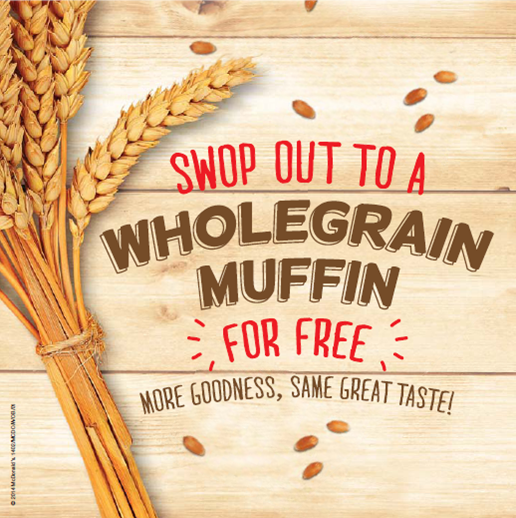 SWOP OUT TO A
WHOLEGRAIN
MUFFIN
FOR FREE
MORE GOODNESS, SAME GREAT TASTE!